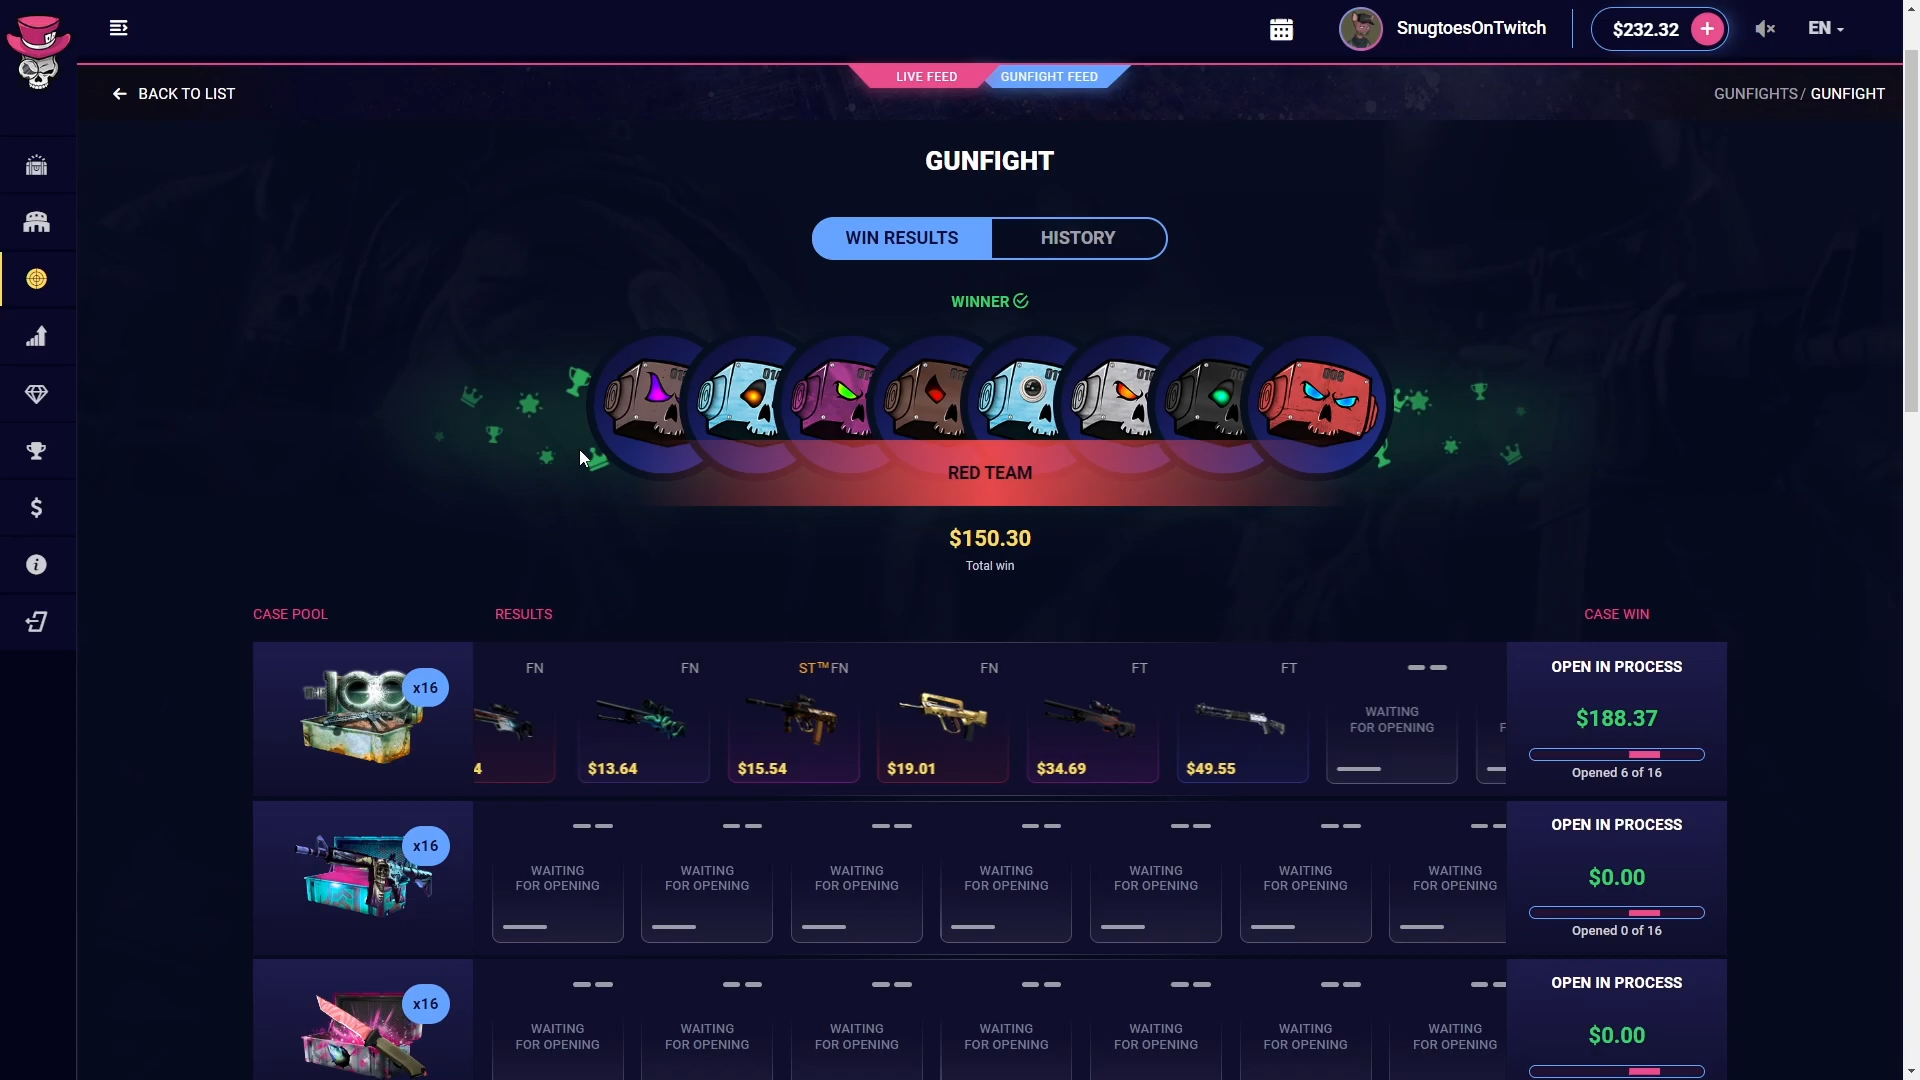 SnugtoesOnTwitch
$232.32
EN
LIVE FEED
GUNFIGHT FEED
BACK TO LIST
GUNFIGHTS / GUNFIGHT
GUNFIGHT
WIN RESULTS
HISTORY
WINNER
008
RED TEAM
$150.30
Total win
CASE POOL
RESULTS
CASE WIN
x16
FN
FN
ST™ FN
FN
FT
FT
4
$13.64
$15.54
$19.01
$34.69
$49.55
WAITING
FOR OPENING
OPEN IN PROCESS
$188.37
Opened 6 of 16
x16
WAITING
FOR OPENING
WAITING
FOR OPENING
WAITING
FOR OPENING
WAITING
FOR OPENING
WAITING
FOR OPENING
WAITING
FOR OPENING
WAITING
FOR OPENING
OPEN IN PROCESS
$0.00
Opened 0 of 16
x16
WAITING
FOR OPENING
WAITING
FOR OPENING
WAITING
FOR OPENING
WAITING
FOR OPENING
WAITING
FOR OPENING
WAITING
FOR OPENING
WAITING
FOR OPENING
OPEN IN PROCESS
$0.00